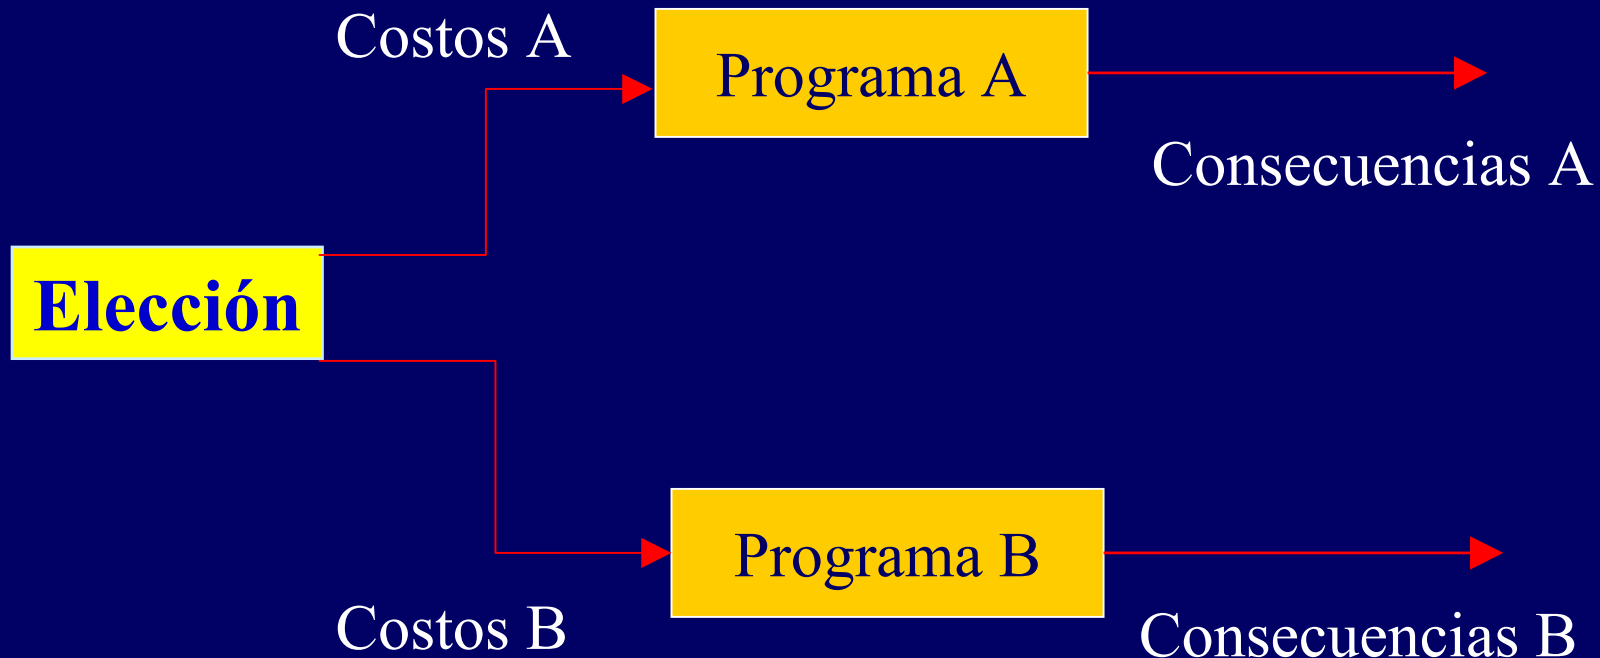 Costos A
Programa A
Consecuencias A
Elección
Programa B
Costos B
Consecuencias B